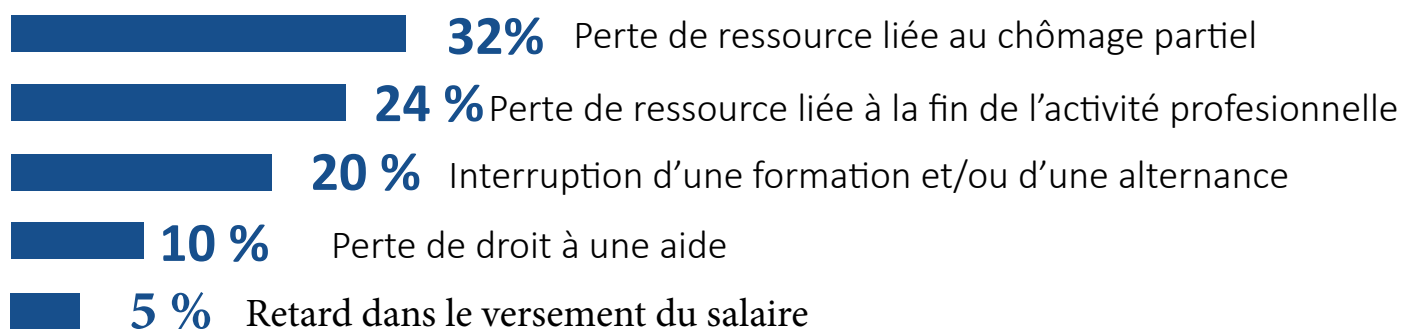 32% Perte de ressource liée au chômage partiel
24 % Perte de ressource liée à la fin de l’activité profesionnelle
20 % Interruption d’une formation et/ou d’une alternance
10 % Perte de droit à une aide
5 % Retard dans le versement du salaire